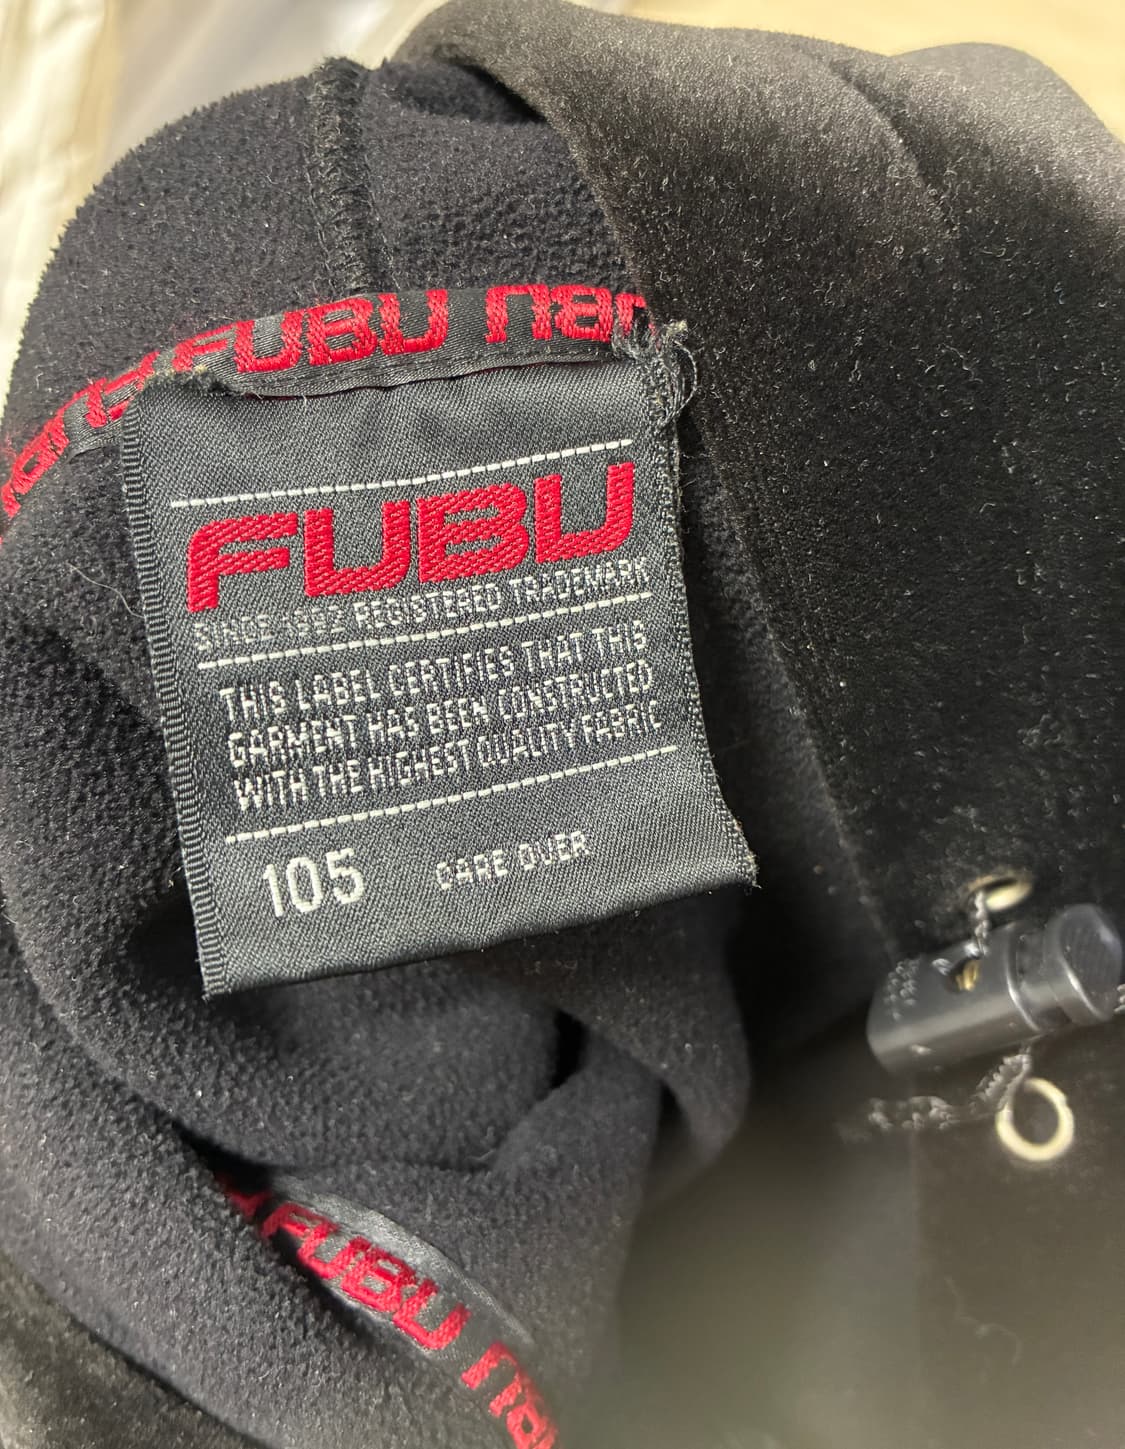 FUBU FUBU
FUBU
SINCE 1992 REGISTERED TRADEMARK
THIS LABEL CERTIFIES THAT THIS
GARMENT HAS BEEN CONSTRUCTED
WITH THE HIGHEST QUALITY FABRIC
105 CARE OVER
FUBU